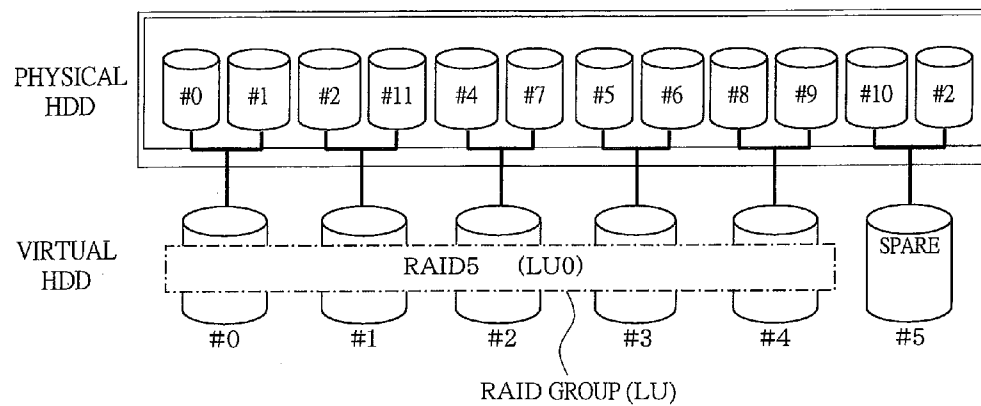 PHYSICAL
HDD
#0 #1 #2 #11 #4 #7 #5 #6 #8 #9 #10 #2
VIRTUAL
HDD
RAID5 (LU0)
SPARE
#0 #1 #2 #3 #4 #5
RAID GROUP (LU)